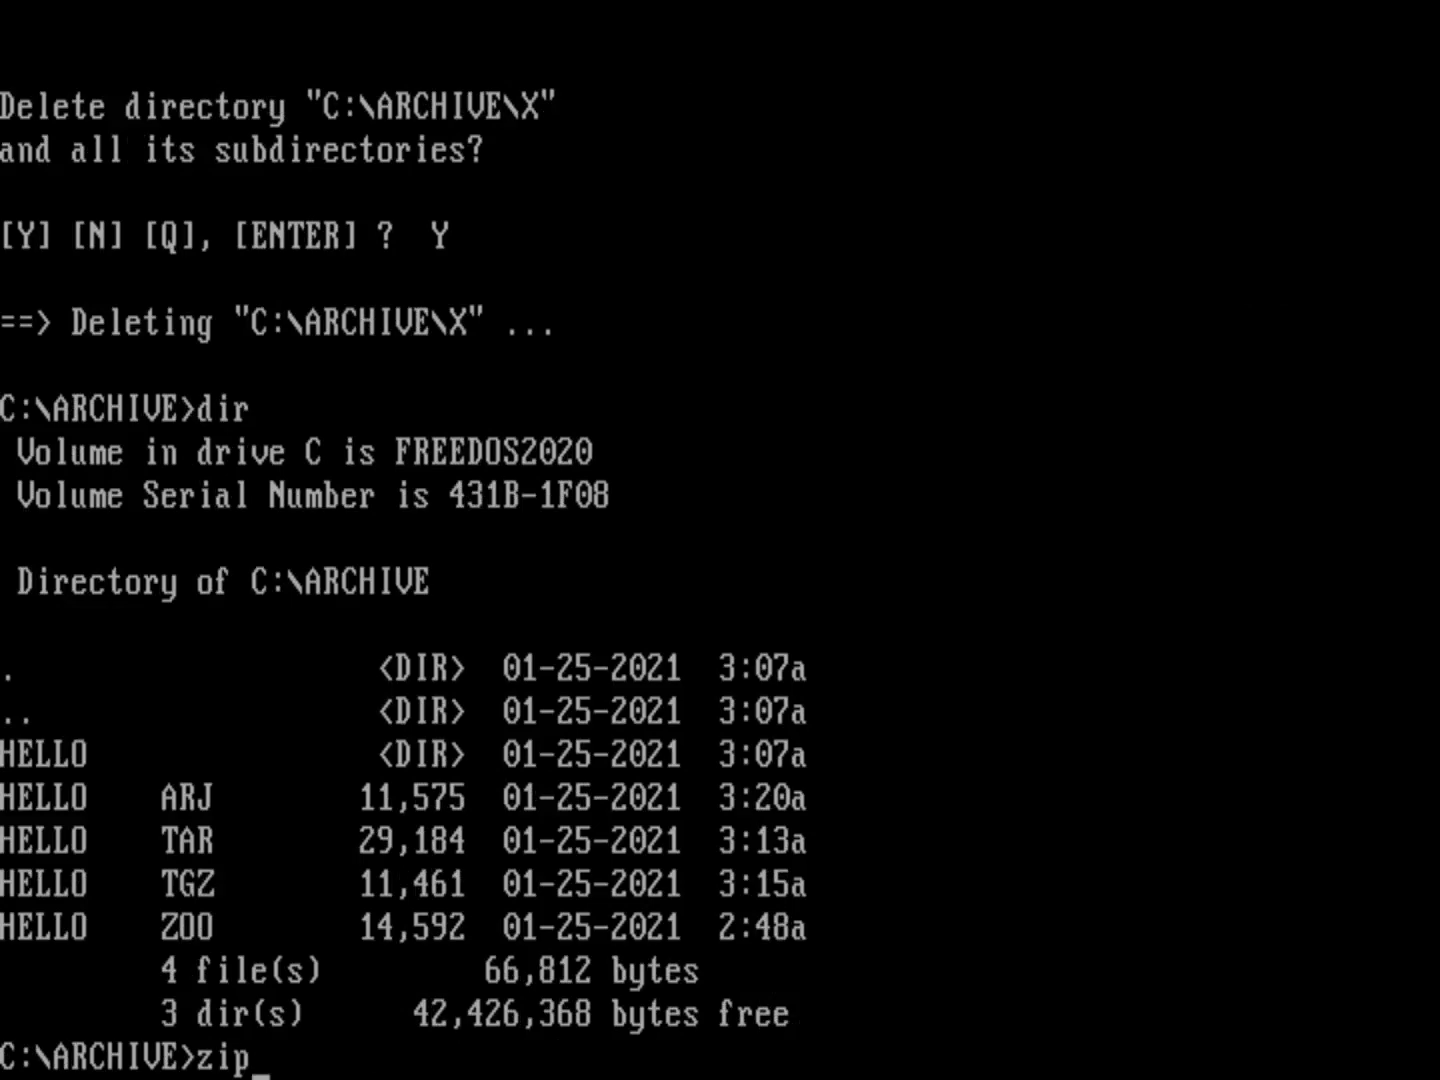 Delete directory "C:\ARCHIVE\X"
and all its subdirectories?
[Y] [N] [Q], [ENTER] ?  Y
==> Deleting "C:\ARCHIVE\X" ...
C:\ARCHIVE>dir
 Volume in drive C is FREEDOS2020
 Volume Serial Number is 431B-1F08
 Directory of C:\ARCHIVE
.                    <DIR>  01-25-2021  3:07a
..                   <DIR>  01-25-2021  3:07a
HELLO                <DIR>  01-25-2021  3:07a
HELLO    ARJ        11,575  01-25-2021  3:20a
HELLO    TAR        29,184  01-25-2021  3:13a
HELLO    TGZ        11,461  01-25-2021  3:15a
HELLO    ZOO        14,592  01-25-2021  2:48a
         4 file(s)         66,812 bytes
         3 dir(s)      42,426,368 bytes free
C:\ARCHIVE>zip_